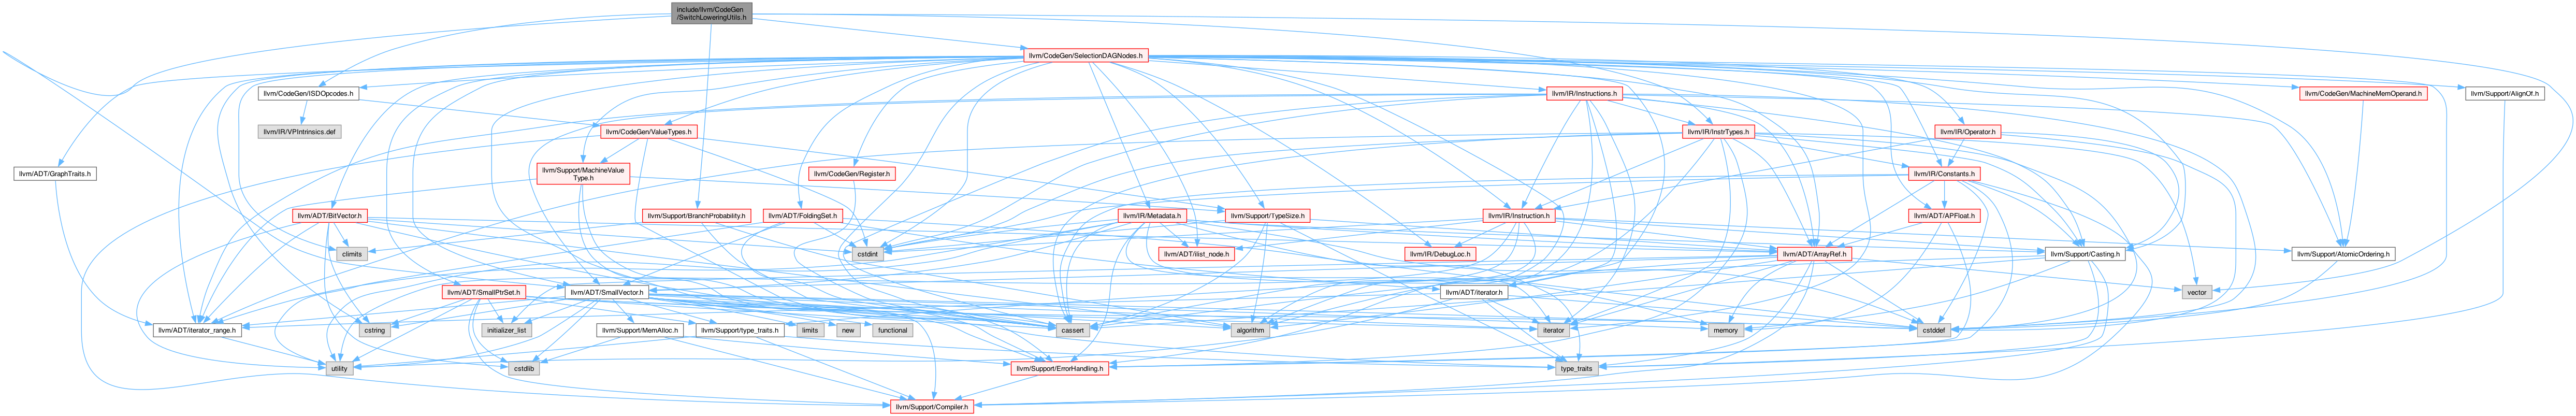 include/llvm/CodeGen
/SwitchLoweringUtils.h
llvm/CodeGen/SelectionDAGNodes.h
llvm/CodeGen/ISDOpcodes.h
llvm/IR/Instructions.h
llvm/CodeGen/MachineMemOperand.h
llvm/Support/AlignOf.h
llvm/IR/VPIntrinsics.def
llvm/CodeGen/ValueTypes.h
llvm/IR/InstrTypes.h
llvm/IR/Operator.h
llvm/ADT/GraphTraits.h
llvm/Support/MachineValue
Type.h
llvm/CodeGen/Register.h
llvm/IR/Constants.h
llvm/ADT/BitVector.h
llvm/Support/BranchProbability.h
llvm/ADT/FoldingSet.h
llvm/IR/Metadata.h
llvm/Support/TypeSize.h
llvm/IR/Instruction.h
llvm/ADT/APFloat.h
climits
cstdint
llvm/ADT/ilist_node.h
llvm/IR/DebugLoc.h
llvm/ADT/ArrayRef.h
llvm/Support/Casting.h
llvm/Support/AtomicOrdering.h
llvm/ADT/SmallPtrSet.h
llvm/ADT/SmallVector.h
llvm/ADT/iterator.h
vector
llvm/ADT/iterator_range.h
cstring
initializer_list
llvm/Support/MemAlloc.h
llvm/Support/type_traits.h
limits
new
functional
cassert
algorithm
iterator
memory
cstddef
utility
cstdlib
llvm/Support/ErrorHandling.h
type_traits
llvm/Support/Compiler.h